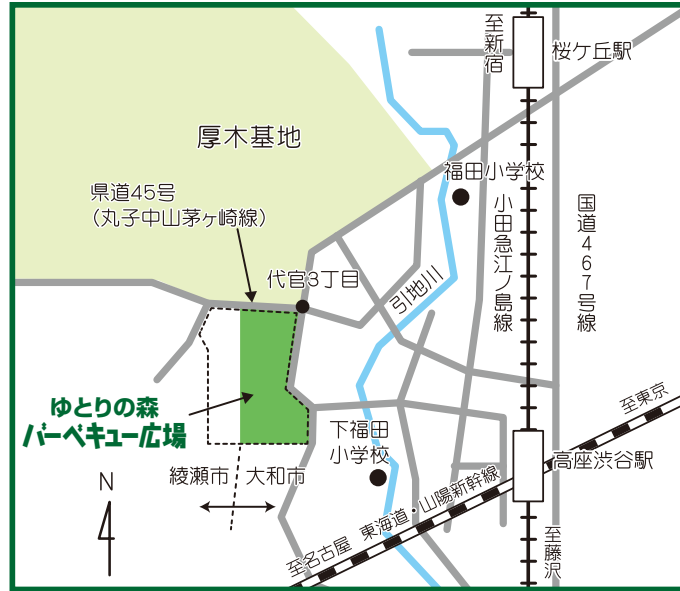 至新宿
桜ケ丘駅
厚木基地
福田小学校
県道45号
(丸子中山茅ヶ崎線)
小田急江ノ島線
国道467号線
代官3丁目
引地川
至東京
ゆとりの森
バーベキュー広場
下福田
小学校
高座渋谷駅
綾瀬市
大和市
N
東海道・山陽新幹線
至名古屋
至藤沢